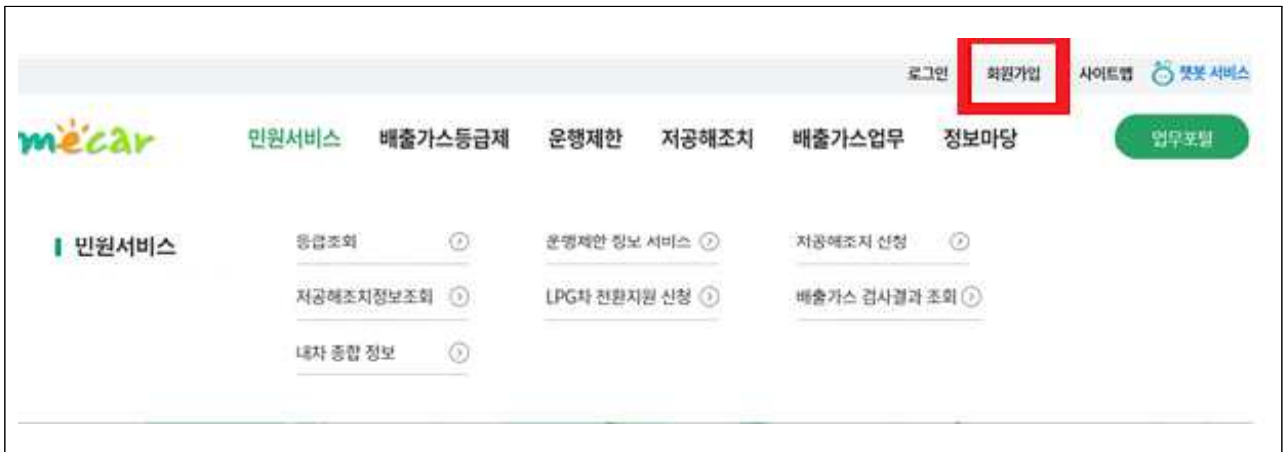 로그인 회원가입 사이트맵 챗봇 서비스
mecar 민원서비스 배출가스등급제 운행제한 저공해조치 배출가스업무 정보마당 업무포털
민원서비스 등급조회 운행제한 정보 서비스 저공해조치 신청
저공해조치정보조회 LPG차 전환지원 신청 배출가스 검사결과 조회
내차 종합 정보